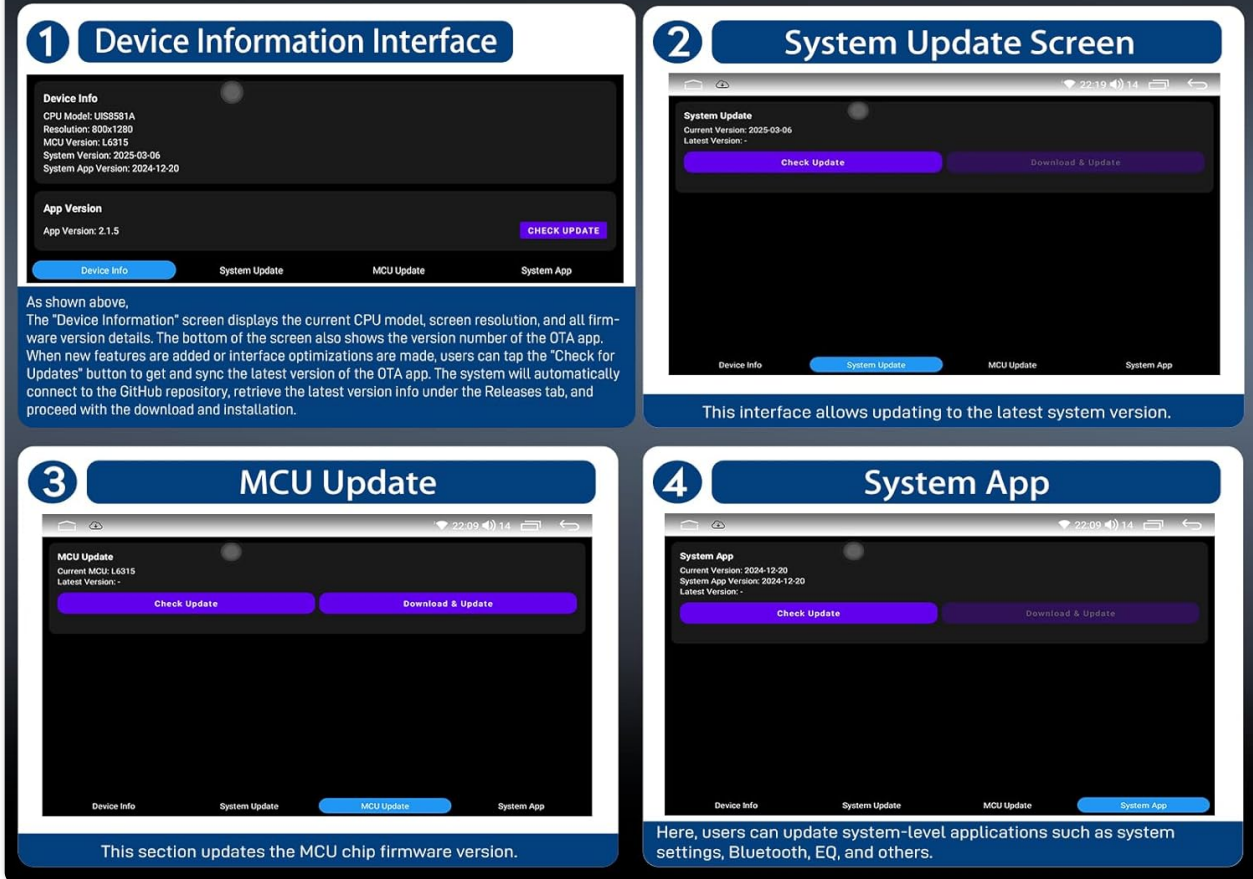 1 Device Information Interface
Device Info
CPU Model: UIS8581A
Resolution: 800x1280
MCU Version: L6315
System Version: 2025-03-06
System App Version: 2024-12-20
App Version
App Version: 2.1.5
CHECK UPDATE
Device Info System Update MCU Update System App
As shown above,
The "Device Information" screen displays the current CPU model, screen resolution, and all firm-
ware version details. The bottom of the screen also shows the version number of the OTA app.
When new features are added or interface optimizations are made, users can tap the "Check for
Updates" button to get and sync the latest version of the OTA app. The system will automatically
connect to the GitHub repository, retrieve the latest version info under the Releases tab, and
proceed with the download and installation.
2 System Update Screen
22:19 14
System Update
Current Version: 2025-03-06
Latest Version: -
Check Update Download & Update
Device Info System Update MCU Update System App
This interface allows updating to the latest system version.
3 MCU Update
22:09 14
MCU Update
Current MCU: L6315
Latest Version: -
Check Update Download & Update
Device Info System Update MCU Update System App
This section updates the MCU chip firmware version.
4 System App
22:09 14
System App
Current Version: 2024-12-20
System App Version: 2024-12-20
Latest Version: -
Check Update Download & Update
Device Info System Update MCU Update System App
Here, users can update system-level applications such as system
settings, Bluetooth, EQ, and others.